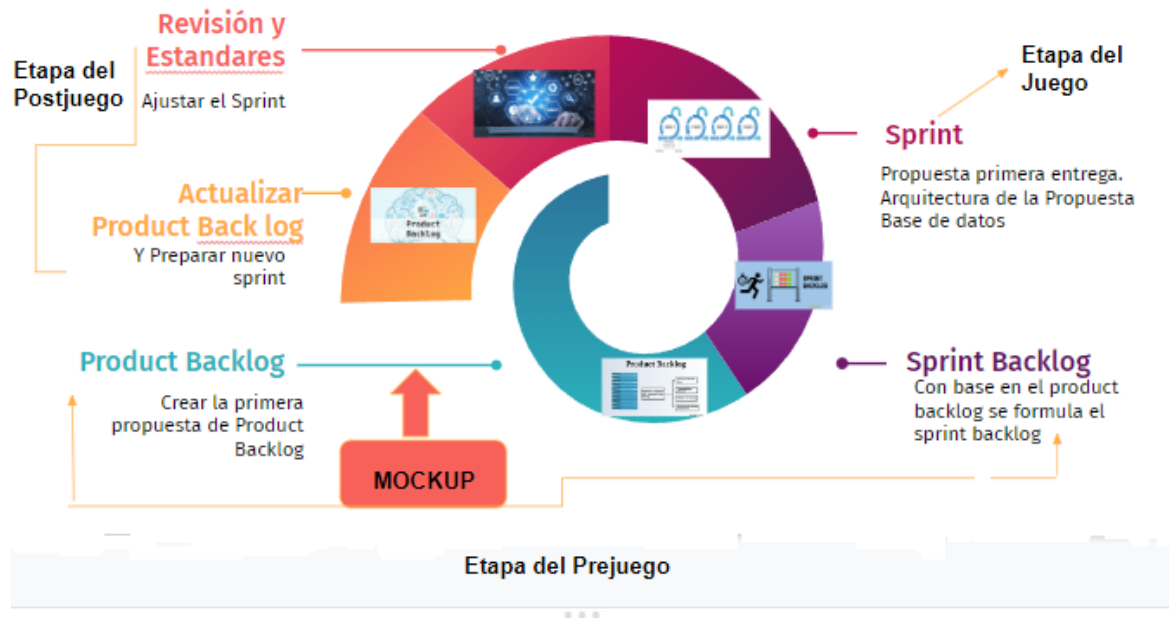 Revisión y
Estandares
Ajustar el Sprint
Etapa del
Postjuego
Etapa del
Juego
Sprint
Propuesta primera entrega.
Arquitectura de la Propuesta
Base de datos
Actualizar
Product Back log
Y Preparar nuevo
sprint
Product
Backlog
SPRINT
BACKLOG
Product Backlog
Crear la primera
propuesta de Product
Backlog
Product Backlog
Sprint Backlog
Con base en el product
backlog se formula el
sprint backlog
MOCKUP
Etapa del Prejuego